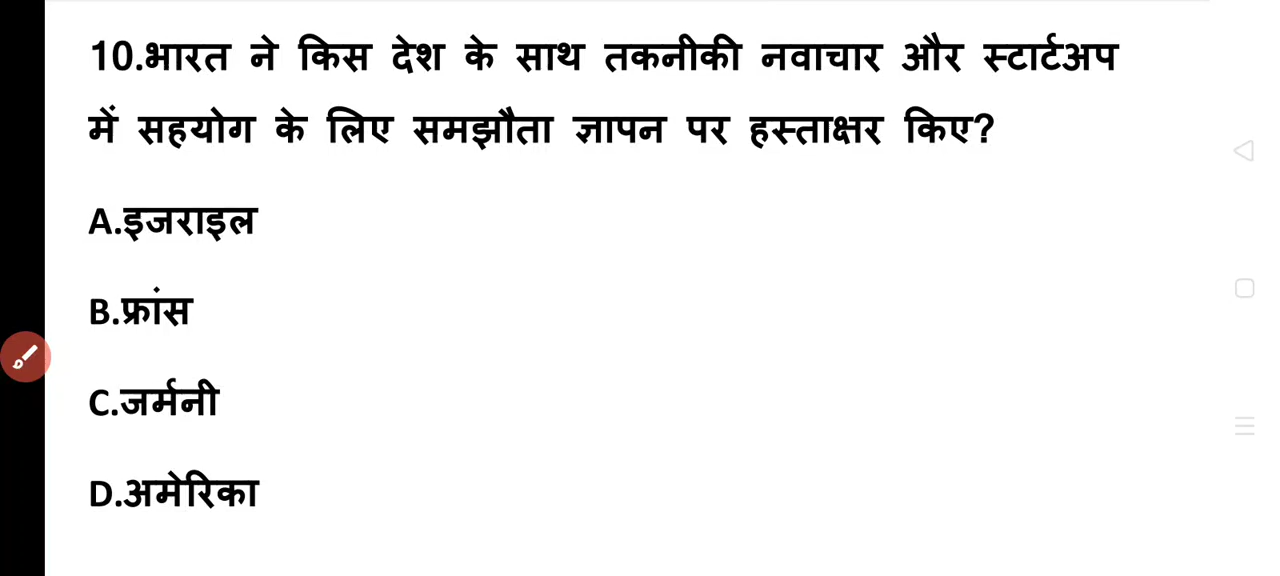 10.भारत ने किस देश के साथ तकनीकी नवाचार और स्टार्टअप
में सहयोग के लिए समझौता ज्ञापन पर हस्ताक्षर किए?
A.इजराइल
B.फ्रांस
C.जर्मनी
D.अमेरिका